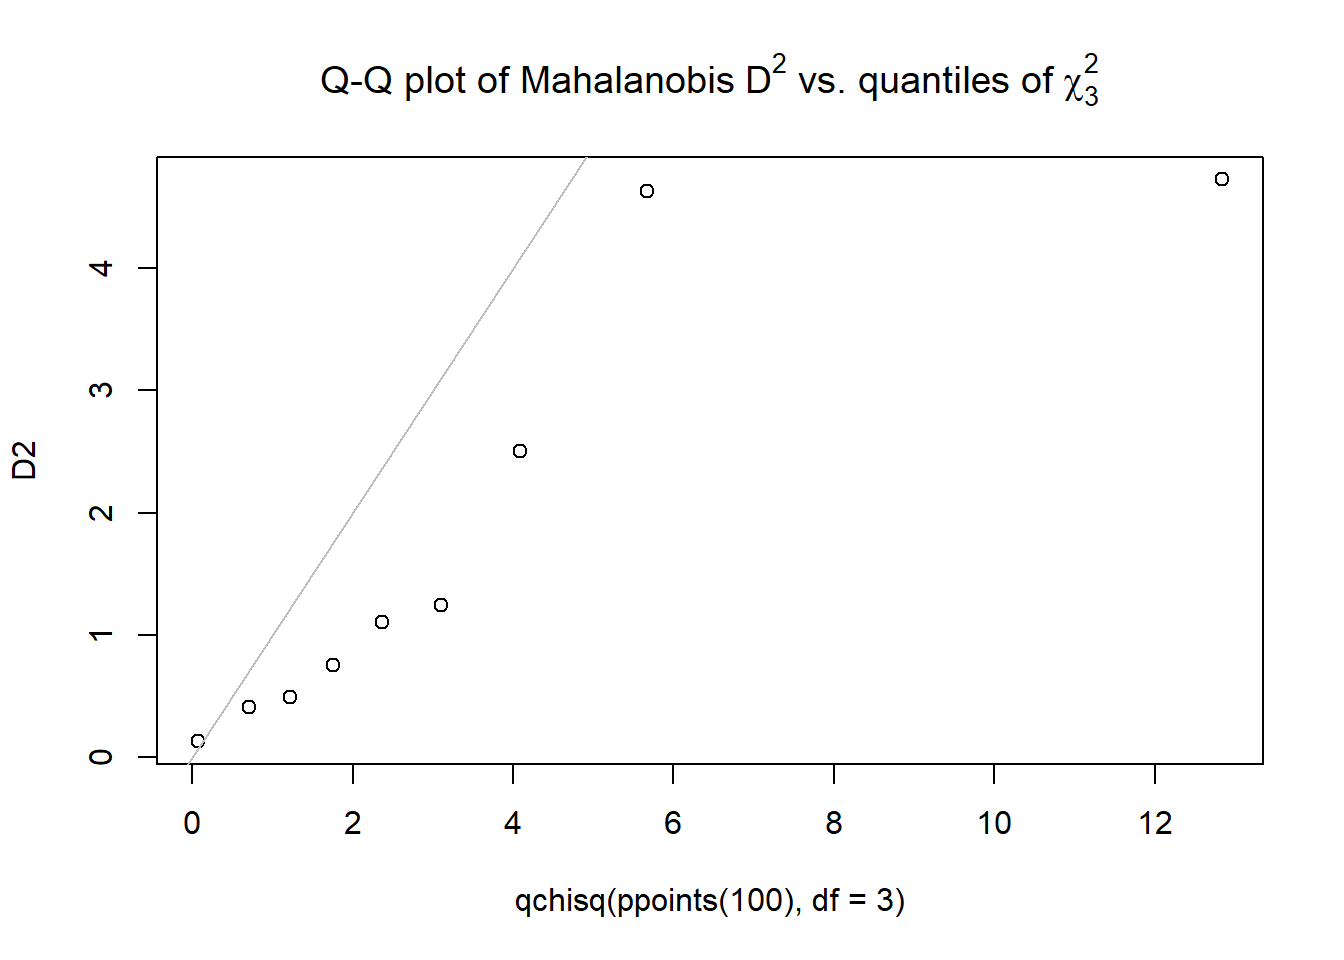 Q-Q plot of Mahalanobis D² vs. quantiles of χ₃²
4
3
2
1
0
D2
0 2 4 6 8 10 12
qchisq(ppoints(100), df = 3)